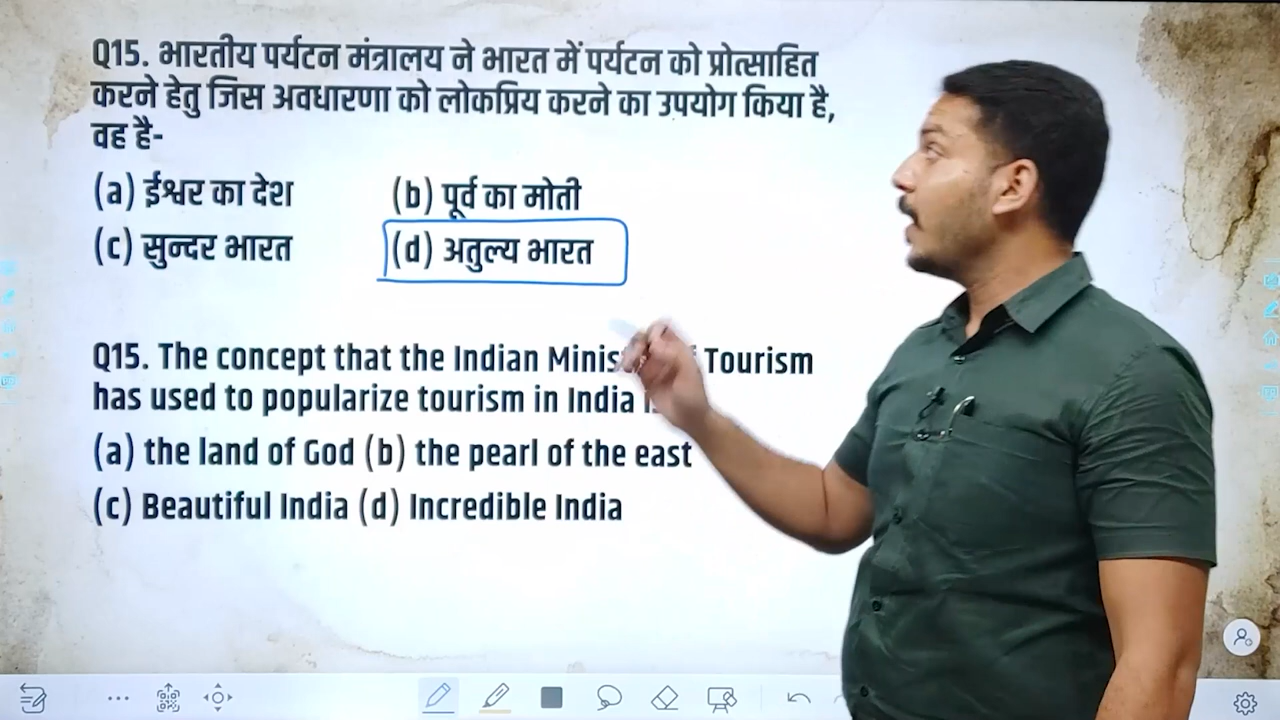 Q15. भारतीय पर्यटन मंत्रालय ने भारत में पर्यटन को प्रोत्साहित
करने हेतु जिस अवधारणा को लोकप्रिय करने का उपयोग किया है,
वह है-
(a) ईश्वर का देश (b) पूर्व का मोती
(c) सुन्दर भारत (d) अतुल्य भारत
Q15. The concept that the Indian Tourism
has used to popularize tourism in India
(a) the land of God (b) the pearl of the east
(c) Beautiful India (d) Incredible India